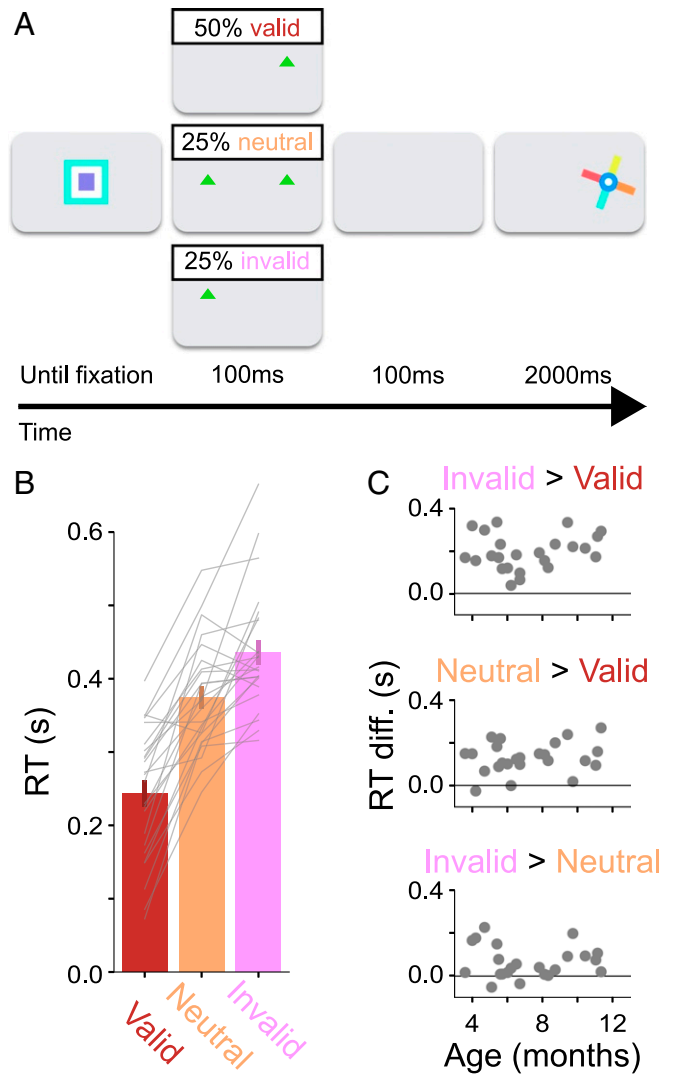 A
50% valid
25% neutral
25% invalid
Until fixation 100ms 100ms 2000ms
Time
B
RT (s)
0.6
0.4
0.2
0.0
Valid
Neutral
Invalid
C
Invalid > Valid
0.4
0.0
Neutral > Valid
RT diff. (s)
0.4
0.0
Invalid > Neutral
0.4
0.0
4 8 12
Age (months)